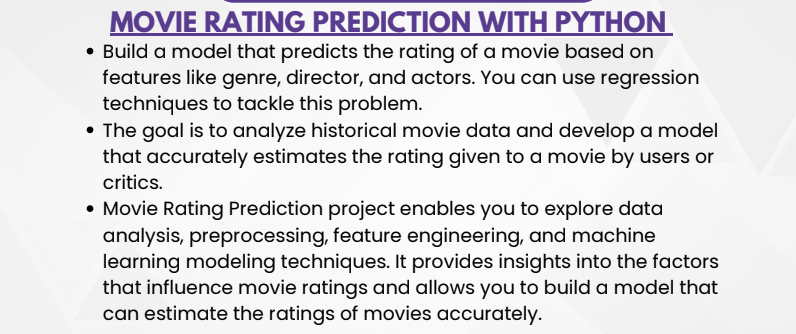 MOVIE RATING PREDICTION WITH PYTHON
• Build a model that predicts the rating of a movie based on
features like genre, director, and actors. You can use regression
techniques to tackle this problem.
• The goal is to analyze historical movie data and develop a model
that accurately estimates the rating given to a movie by users or
critics.
• Movie Rating Prediction project enables you to explore data
analysis, preprocessing, feature engineering, and machine
learning modeling techniques. It provides insights into the factors
that influence movie ratings and allows you to build a model that
can estimate the ratings of movies accurately.